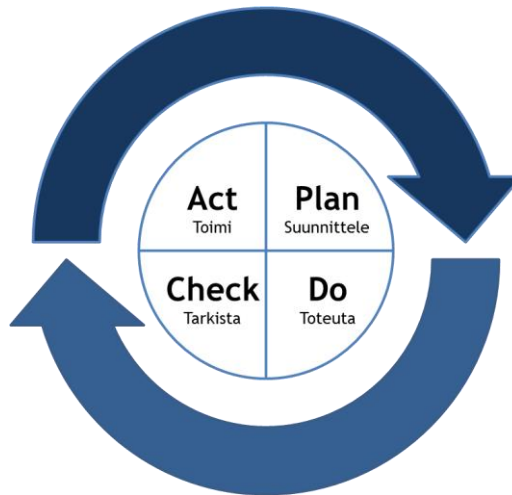 Act
Toimi
Plan
Suunnittele
Check
Tarkista
Do
Toteuta